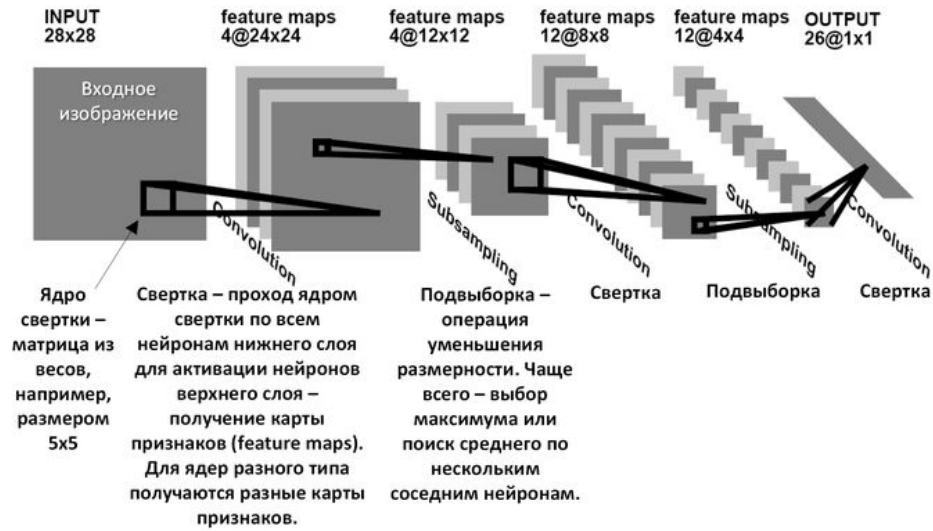 INPUT
28x28
feature maps
4@24x24
feature maps
4@12x12
feature maps
12@8x8
feature maps
12@4x4
OUTPUT
26@1x1
Входное
изображение
Convolution
Subsampling
Convolution
Subsampling
Convolution
Ядро
свертки –
матрица из
весов,
например,
размером
5x5
Свертка – проход ядром
свертки по всем
нейронам нижнего слоя
для активации нейронов
верхнего слоя –
получение карты
признаков (feature maps).
Для ядер разного типа
получаются разные карты
признаков.
Подвыборка –
операция
уменьшения
размерности. Чаще
всего – выбор
максимума или
поиск среднего по
нескольким
соседним нейронам.
Свертка
Подвыборка
Свертка